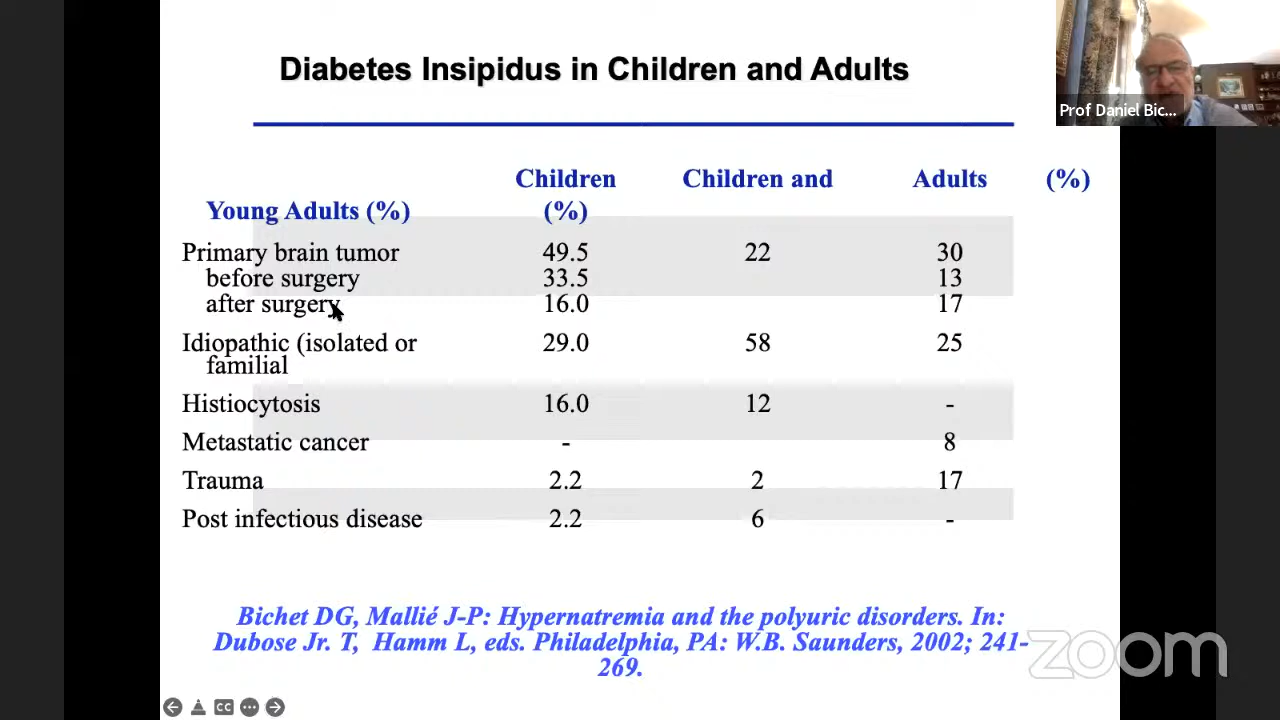 Diabetes Insipidus in Children and Adults
Prof Daniel Bic...
Children Children and Adults (%)
Young Adults (%) (%)
Primary brain tumor 49.5 22 30
before surgery 33.5 13
after surgery 16.0 17
Idiopathic (isolated or 29.0 58 25
familial
Histiocytosis 16.0 12 -
Metastatic cancer - 8
Trauma 2.2 2 17
Post infectious disease 2.2 6 -
Bichet DG, Mallié J-P: Hypernatremia and the polyuric disorders. In:
Dubose Jr. T, Hamm L, eds. Philadelphia, PA: W.B. Saunders, 2002; 241-
269.
zoom
CC